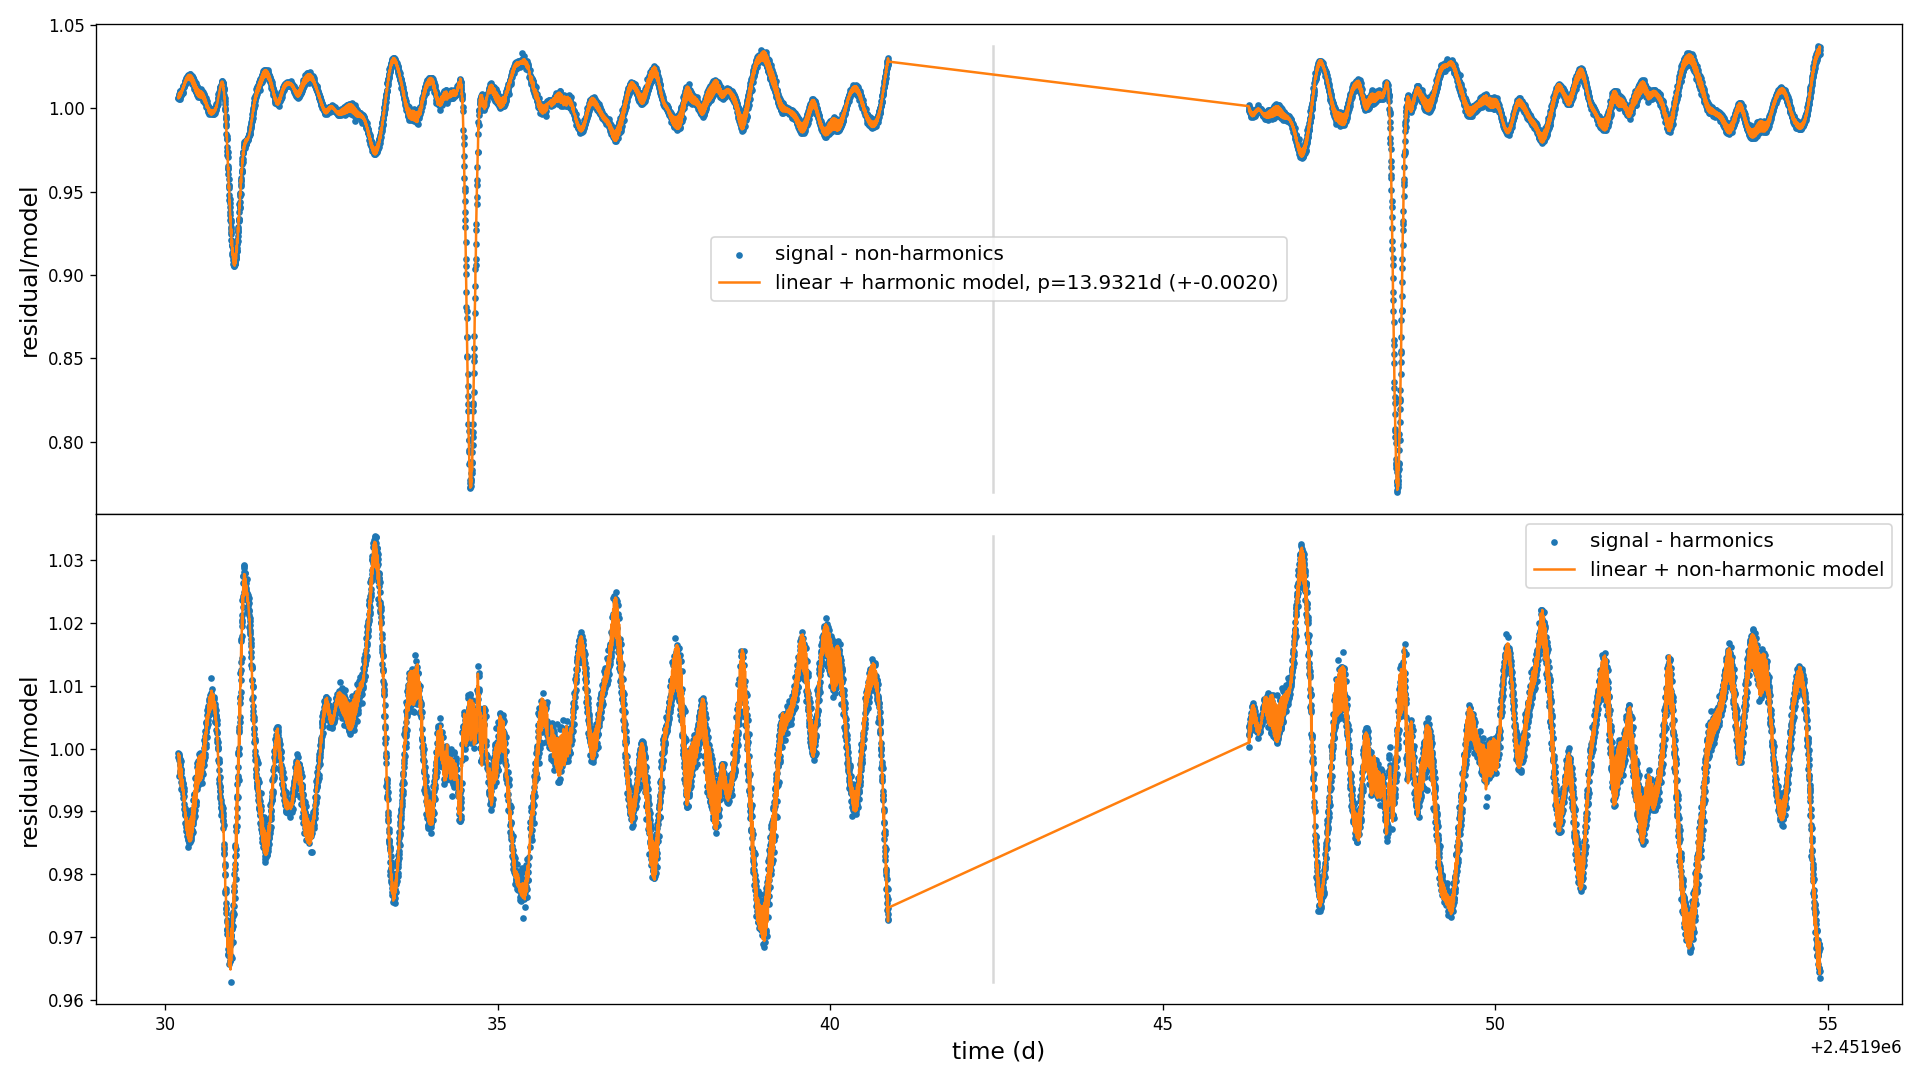 1.05
1.00
0.95
0.90
0.85
0.80
residual/model
signal - non-harmonics
linear + harmonic model, p=13.9321d (+-0.0020)
1.03
1.02
1.01
1.00
0.99
0.98
0.97
0.96
residual/model
signal - harmonics
linear + non-harmonic model
30
35
40
45
50
55
time (d)
+2.4519e6